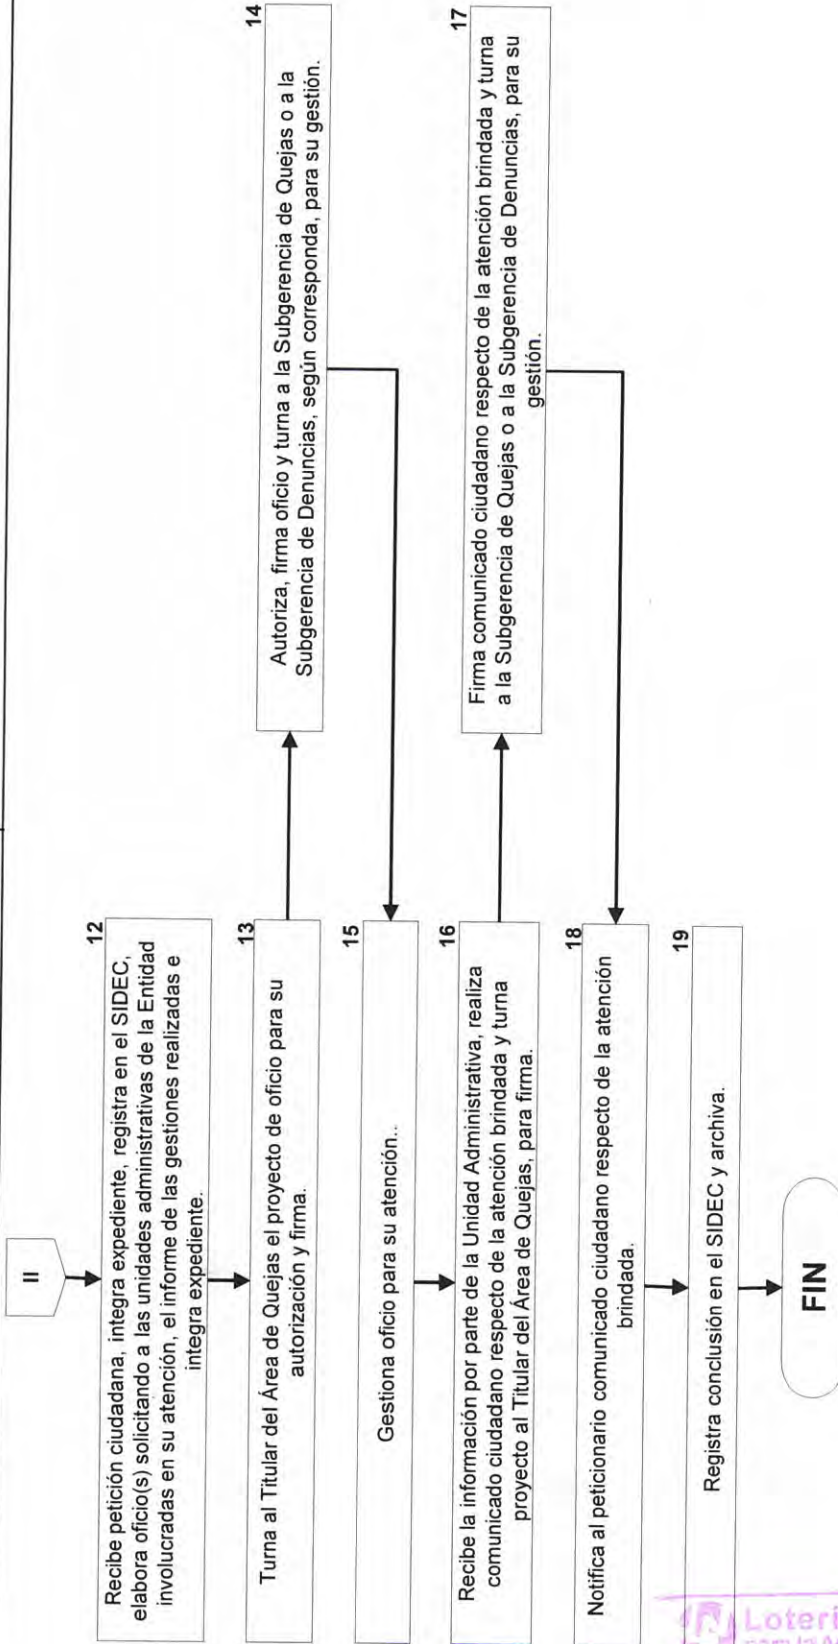 II
12
Recibe petición ciudadana, integra expediente, registra en el SIDEC,
elabora oficio(s) solicitando a las unidades administrativas de la Entidad
involucradas en su atención, el informe de las gestiones realizadas e
integra expediente.
13
Turna al Titular del Área de Quejas el proyecto de oficio para su
autorización y firma.
14
Autoriza, firma oficio y turna a la Subgerencia de Quejas o a la
Subgerencia de Denuncias, según corresponda, para su gestión.
15
Gestiona oficio para su atención..
16
Recibe la información por parte de la Unidad Administrativa, realiza
comunicado ciudadano respecto de la atención brindada y turna
proyecto al Titular del Área de Quejas, para firma.
17
Firma comunicado ciudadano respecto de la atención brindada y turna
a la Subgerencia de Quejas o a la Subgerencia de Denuncias, para su
gestión.
18
Notifica al peticionario comunicado ciudadano respecto de la atención
brindada.
19
Registra conclusión en el SIDEC y archiva.
FIN